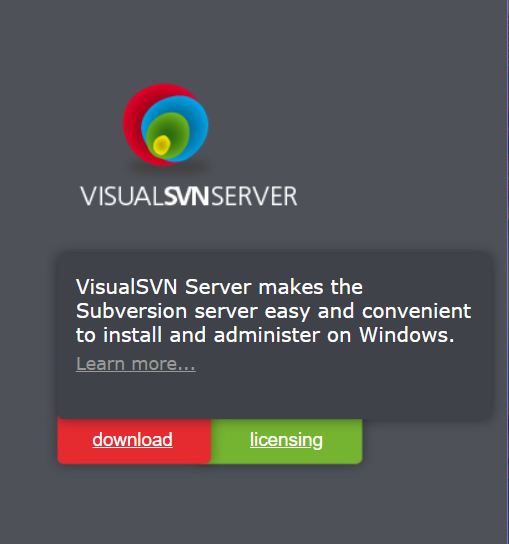 VISUALSVNSERVER
VisualSVN Server makes the
Subversion server easy and convenient
to install and administer on Windows.
Learn more...
download licensing